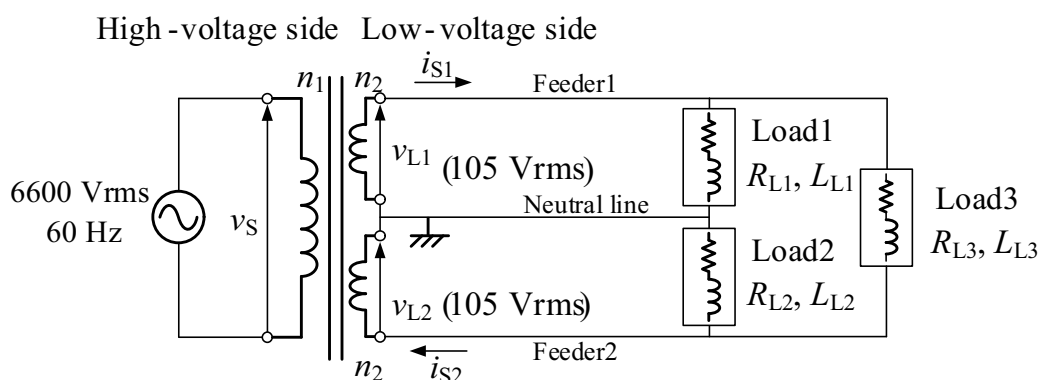 High-voltage side Low-voltage side
n1 n2 iS1 Feeder1
6600 Vrms
60 Hz
vS
vL1 (105 Vrms)
Load1
RL1, LL1
Neutral line
Load3
RL3, LL3
Load2
RL2, LL2
vL2 (105 Vrms)
n2 iS2 Feeder2